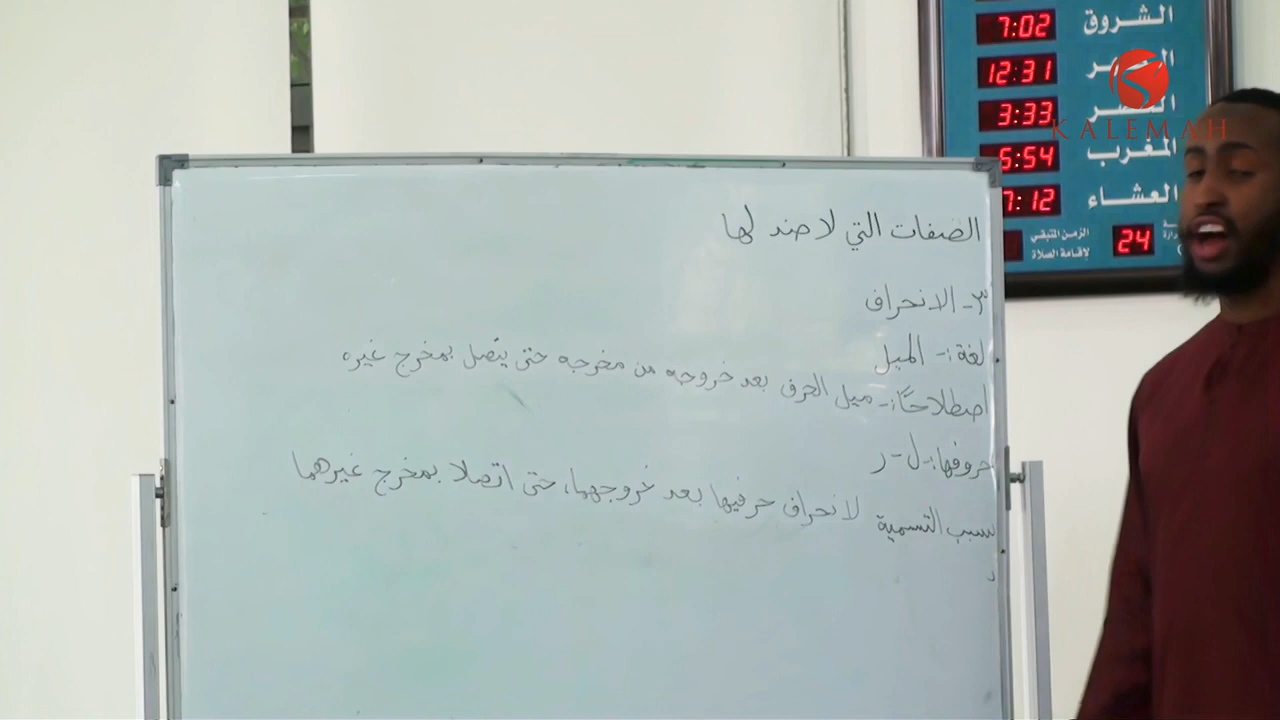 7:02 الشروق
12:31
3:33 العصر
5:54 المغرب
7:12 العشاء
الزمن المتبقي
لإقامة الصلاة
24
KALEMAH
الصفات التي لا ضد لها
٣- الانحراف
لغة:- الميل
اصطلاحًا:- ميل الحرف بعد خروجه من مخرجه حتى يتصل بمخرج غيره
حروفها:- ل - ر
سبب التسمية لانحراف حرفيها بعد خروجهما، حتى اتصلا بمخرج غيرهما